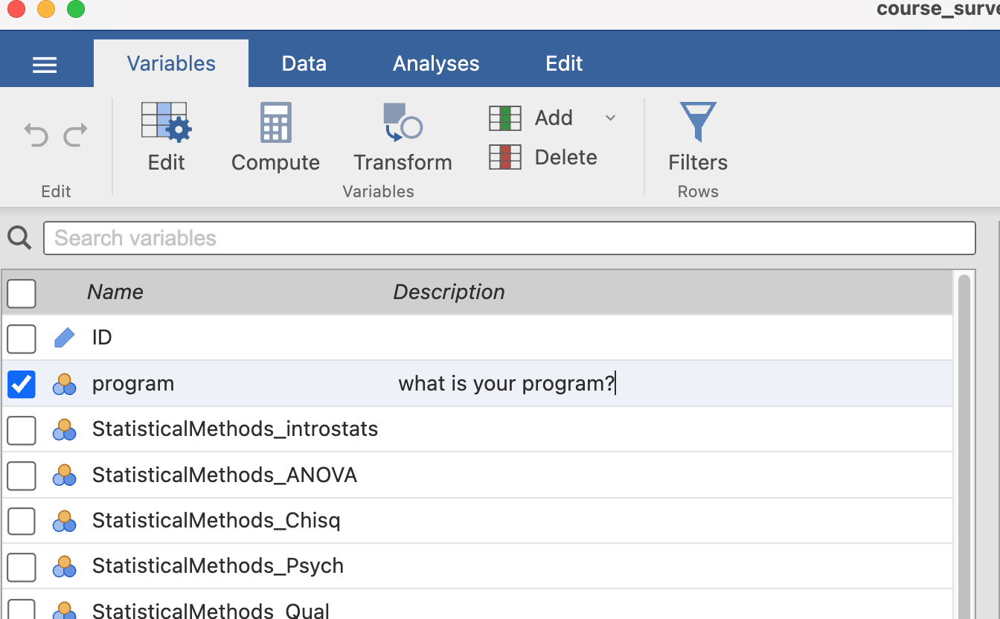 course_surve
Variables Data Analyses Edit
Edit Compute Transform Add Delete Filters
Edit Variables Rows
Search variables
Name Description
ID
program what is your program?
StatisticalMethods_introstats
StatisticalMethods_ANOVA
StatisticalMethods_Chisq
StatisticalMethods_Psych
StatisticalMethods_Qual